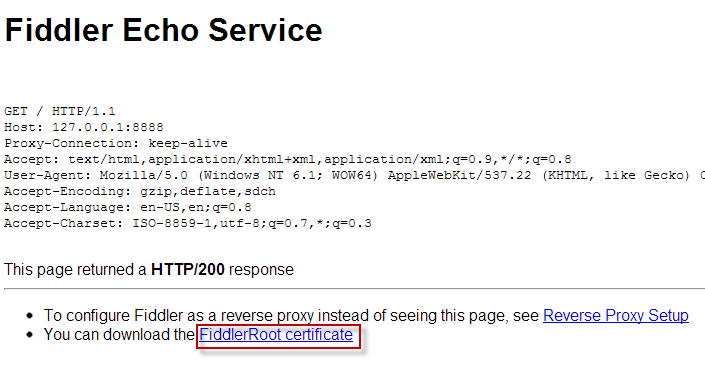 Fiddler Echo Service
GET / HTTP/1.1
Host: 127.0.0.1:8888
Proxy-Connection: keep-alive
Accept: text/html,application/xhtml+xml,application/xml;q=0.9,*/*;q=0.8
User-Agent: Mozilla/5.0 (Windows NT 6.1; WOW64) AppleWebKit/537.22 (KHTML, like Gecko)
Accept-Encoding: gzip,deflate,sdch
Accept-Language: en-US,en;q=0.8
Accept-Charset: ISO-8859-1,utf-8;q=0.7,*;q=0.3
This page returned a HTTP/200 response
• To configure Fiddler as a reverse proxy instead of seeing this page, see Reverse Proxy Setup
• You can download the FiddlerRoot certificate